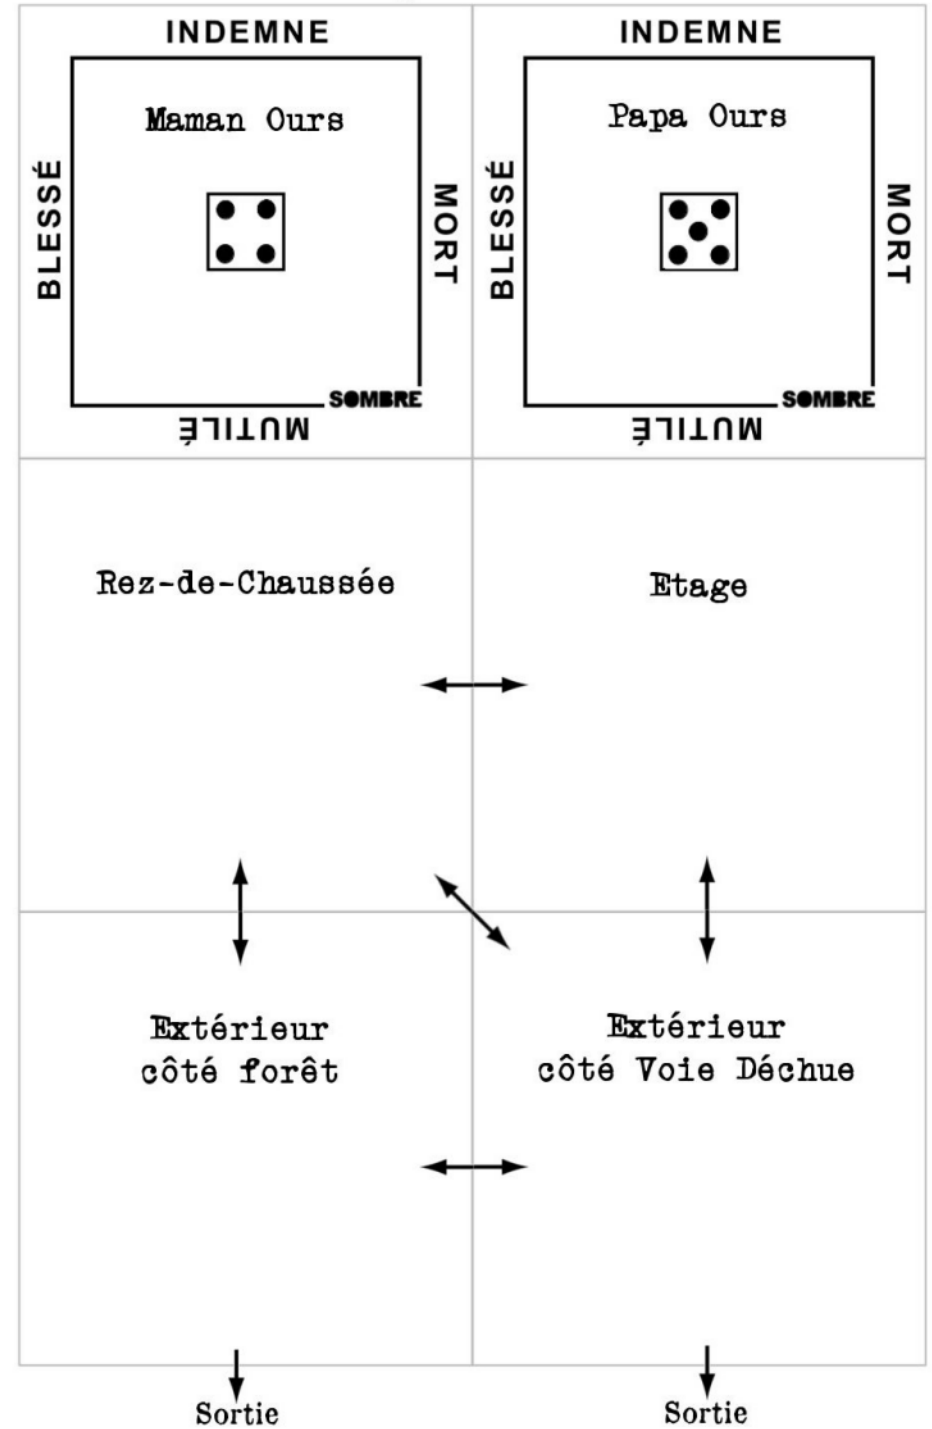 INDEMNE
Maman Ours
BLESSÉ
MORT
SOMBRE
MUTILÉ
INDEMNE
Papa Ours
BLESSÉ
MORT
SOMBRE
MUTILÉ
Rez-de-Chaussée
Etage
Extérieur
côté forêt
Extérieur
côté Voie Déchue
Sortie
Sortie